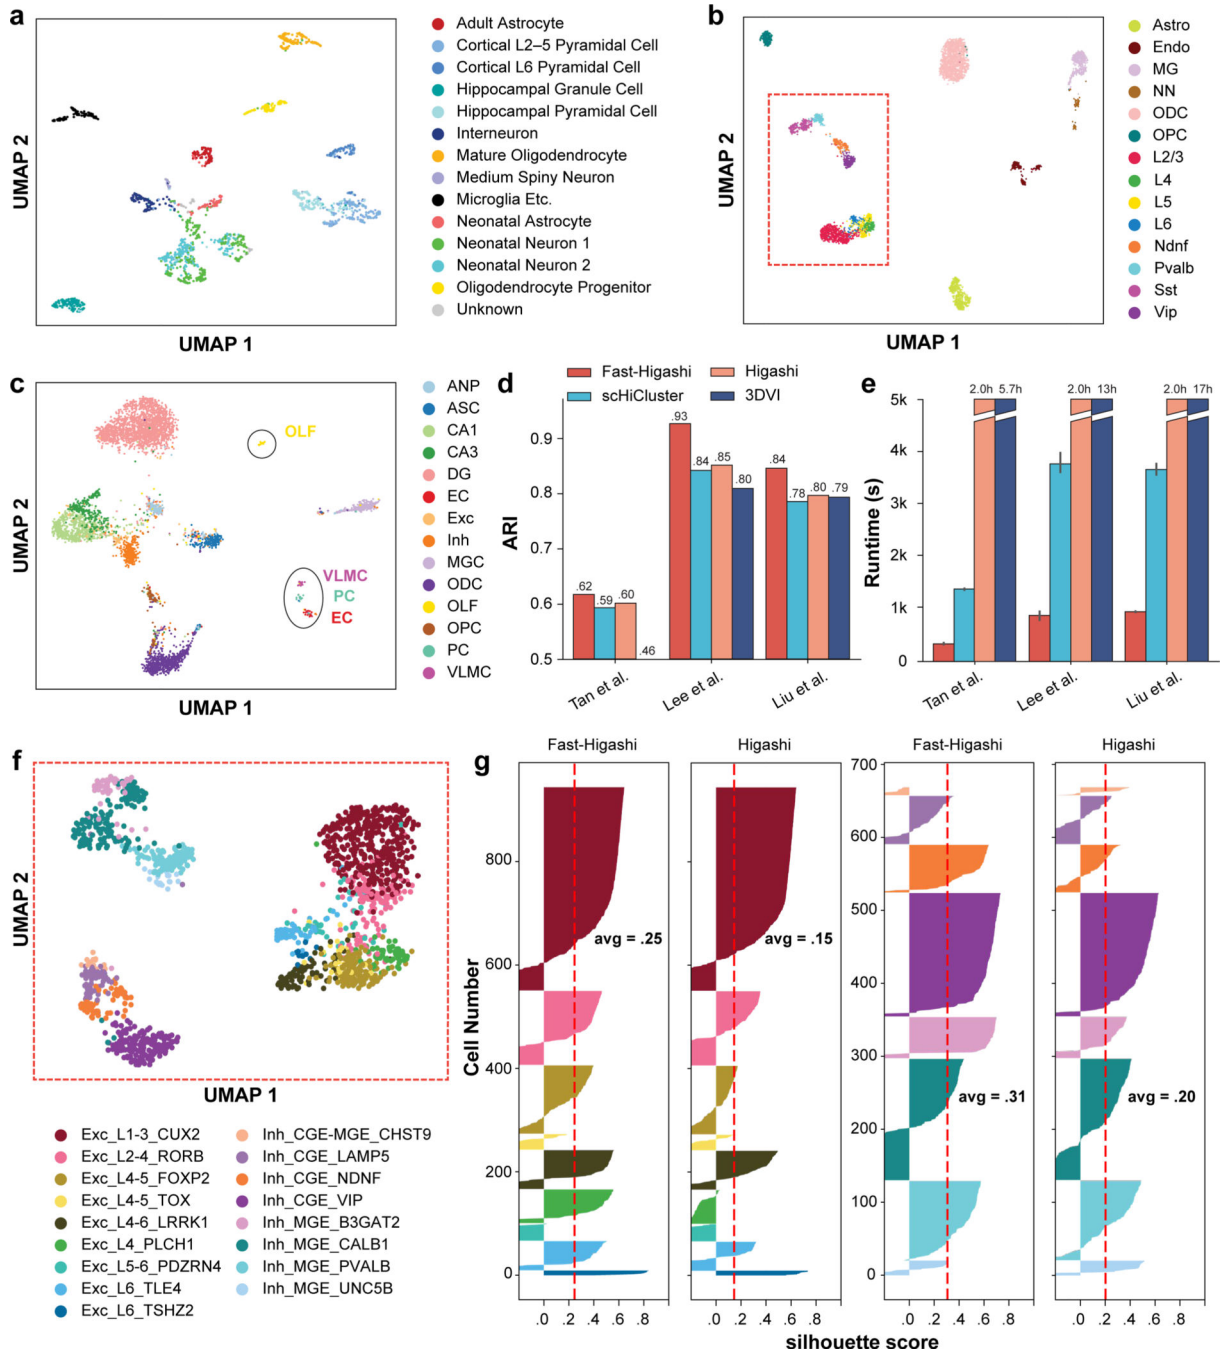 a
UMAP 2
UMAP 1
Adult Astrocyte
Cortical L2–5 Pyramidal Cell
Cortical L6 Pyramidal Cell
Hippocampal Granule Cell
Hippocampal Pyramidal Cell
Interneuron
Mature Oligodendrocyte
Medium Spiny Neuron
Microglia Etc.
Neonatal Astrocyte
Neonatal Neuron 1
Neonatal Neuron 2
Oligodendrocyte Progenitor
Unknown
b
UMAP 2
UMAP 1
Astro
Endo
MG
NN
ODC
OPC
L2/3
L4
L5
L6
Ndnf
Pvalb
Sst
Vip
c
UMAP 2
UMAP 1
OLF
VLMC
PC
EC
ANP
ASC
CA1
CA3
DG
EC
Exc
Inh
MGC
ODC
OLF
OPC
PC
VLMC
d
Fast-Higashi
Higashi
scHiCluster
3DVI
ARI
0.9
0.8
0.7
0.6
0.5
.62
.59
.60
.46
.93
.84
.85
.80
.84
.78
.80
.79
Tan et al.
Lee et al.
Liu et al.
e
Runtime (s)
5k
4k
3k
2k
1k
0
2.0h 5.7h
2.0h 13h
2.0h 17h
Tan et al.
Lee et al.
Liu et al.
f
UMAP 2
UMAP 1
Exc_L1-3_CUX2
Exc_L2-4_RORB
Exc_L4-5_FOXP2
Exc_L4-5_TOX
Exc_L4-6_LRRK1
Exc_L4_PLCH1
Exc_L5-6_PDZRN4
Exc_L6_TLE4
Exc_L6_TSHZ2
Inh_CGE-MGE_CHST9
Inh_CGE_LAMP5
Inh_CGE_NDNF
Inh_CGE_VIP
Inh_MGE_B3GAT2
Inh_MGE_CALB1
Inh_MGE_PVALB
Inh_MGE_UNC5B
g
Fast-Higashi
Higashi
Fast-Higashi
Higashi
Cell Number
800
600
400
200
0
avg = .25
avg = .15
700
600
500
400
300
200
100
0
avg = .31
avg = .20
.0 .2 .4 .6 .8
.0 .2 .4 .6 .8
.0 .2 .4 .6 .8
.0 .2 .4 .6 .8
silhouette score